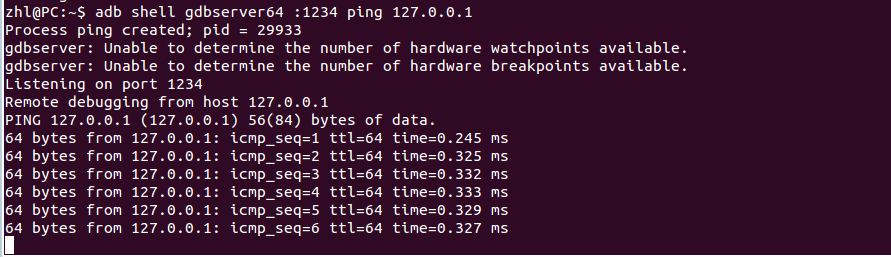 zhl@PC:~$ adb shell gdbserver64 :1234 ping 127.0.0.1
Process ping created; pid = 29933
gdbserver: Unable to determine the number of hardware watchpoints available.
gdbserver: Unable to determine the number of hardware breakpoints available.
Listening on port 1234
Remote debugging from host 127.0.0.1
PING 127.0.0.1 (127.0.0.1) 56(84) bytes of data.
64 bytes from 127.0.0.1: icmp_seq=1 ttl=64 time=0.245 ms
64 bytes from 127.0.0.1: icmp_seq=2 ttl=64 time=0.325 ms
64 bytes from 127.0.0.1: icmp_seq=3 ttl=64 time=0.332 ms
64 bytes from 127.0.0.1: icmp_seq=4 ttl=64 time=0.333 ms
64 bytes from 127.0.0.1: icmp_seq=5 ttl=64 time=0.329 ms
64 bytes from 127.0.0.1: icmp_seq=6 ttl=64 time=0.327 ms